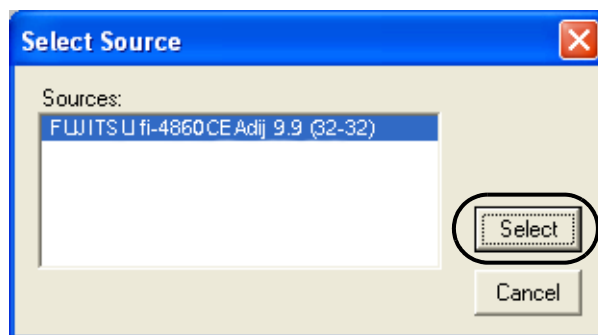 Select Source
Sources:
FUJITSU fi-4860CEAdij 9.9 (32-32)
Select
Cancel